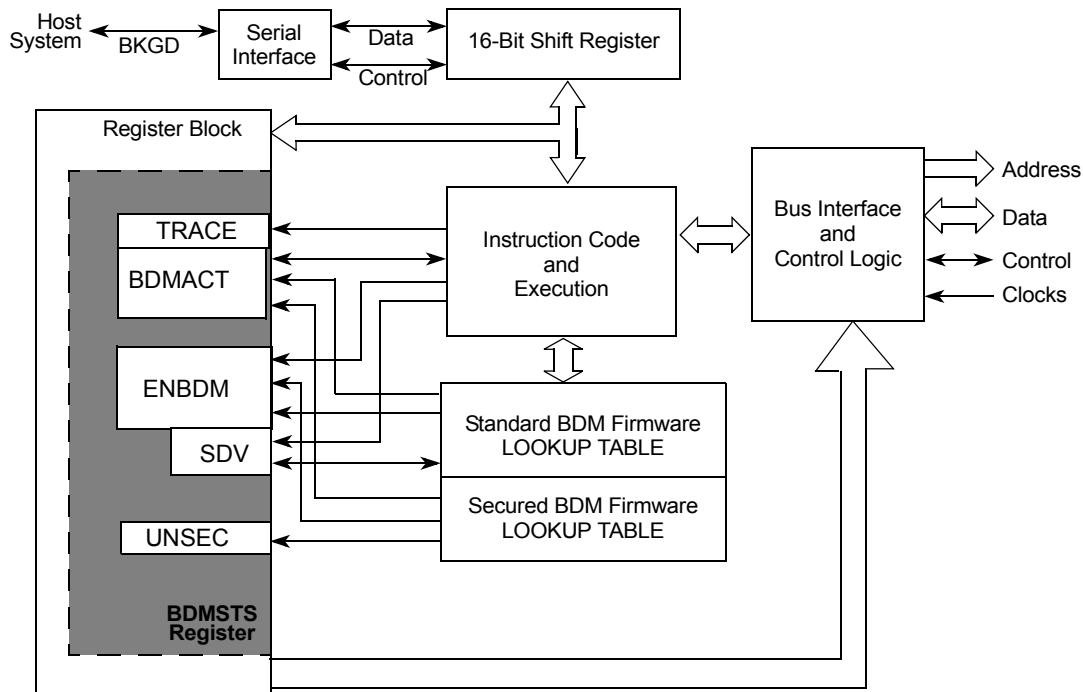 Host
System
BKGD
Serial
Interface
Data
Control
16-Bit Shift Register
Register Block
TRACE
BDMACT
ENBDM
SDV
UNSEC
BDMSTS
Register
Instruction Code
and
Execution
Standard BDM Firmware
LOOKUP TABLE
Secured BDM Firmware
LOOKUP TABLE
Bus Interface
and
Control Logic
Address
Data
Control
Clocks